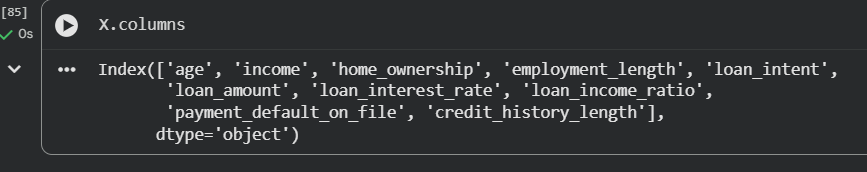 [85]
0s
X.columns
Index(['age', 'income', 'home_ownership', 'employment_length', 'loan_intent',
'loan_amount', 'loan_interest_rate', 'loan_income_ratio',
'payment_default_on_file', 'credit_history_length'],
dtype='object')